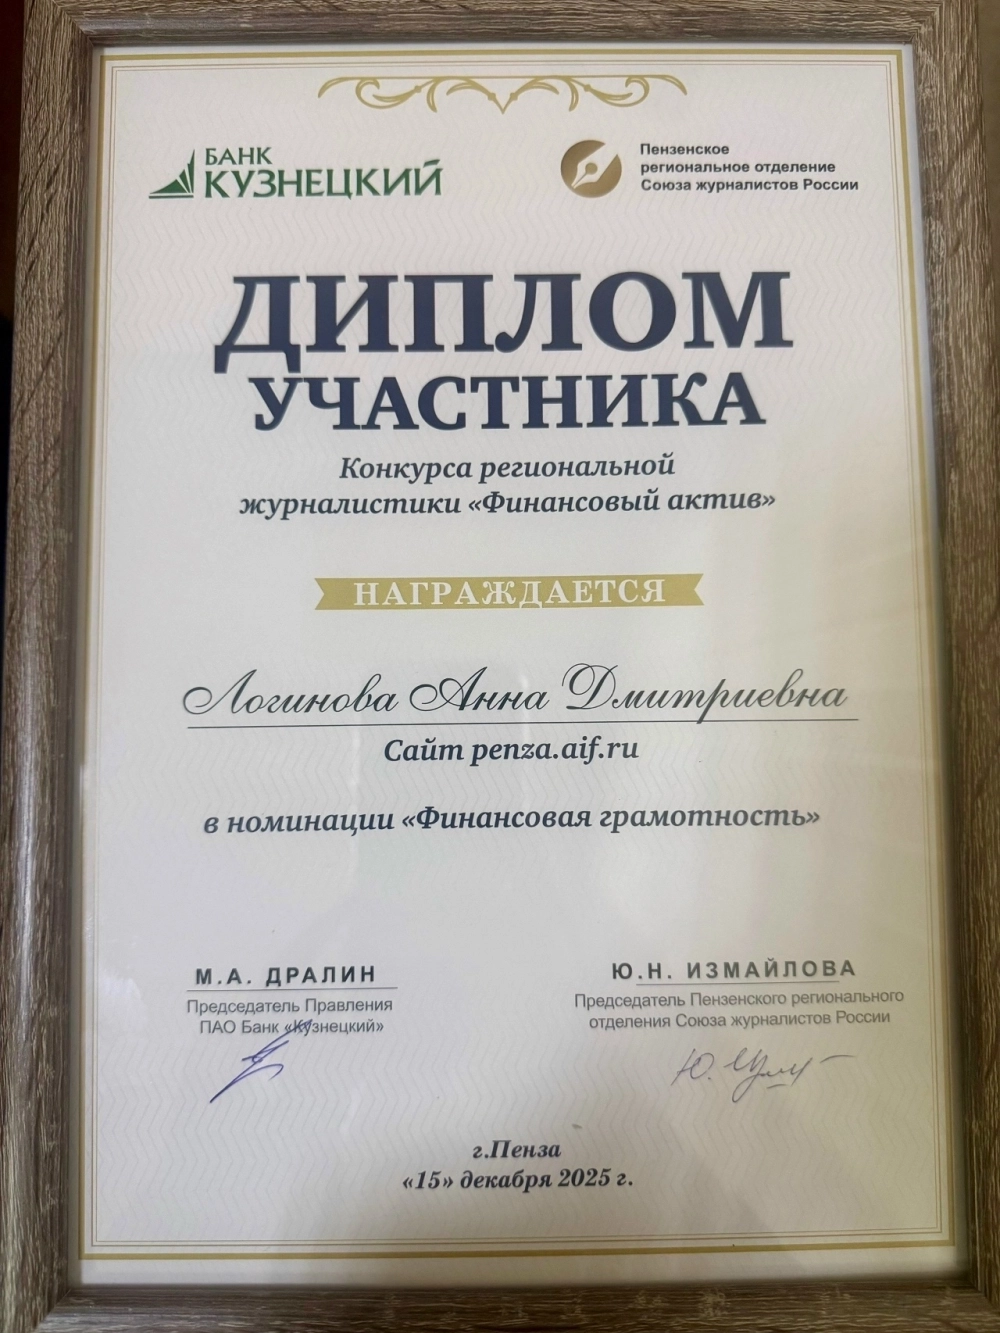 БАНК
КУЗНЕЦКИЙ
Пензенское
региональное отделение
Союза журналистов России
ДИПЛОМ
УЧАСТНИКА
Конкурса региональной
журналистики «Финансовый актив»
НАГРАЖДАЕТСЯ
Логинова Анна Дмитриевна
Сайт penza.aif.ru
в номинации «Финансовая грамотность»
М.А. ДРАЛИН
Председатель Правления
ПАО Банк «Кузнецкий»
Ю.Н. ИЗМАЙЛОВА
Председатель Пензенского регионального
отделения Союза журналистов России
г.Пенза
«15» декабря 2025 г.